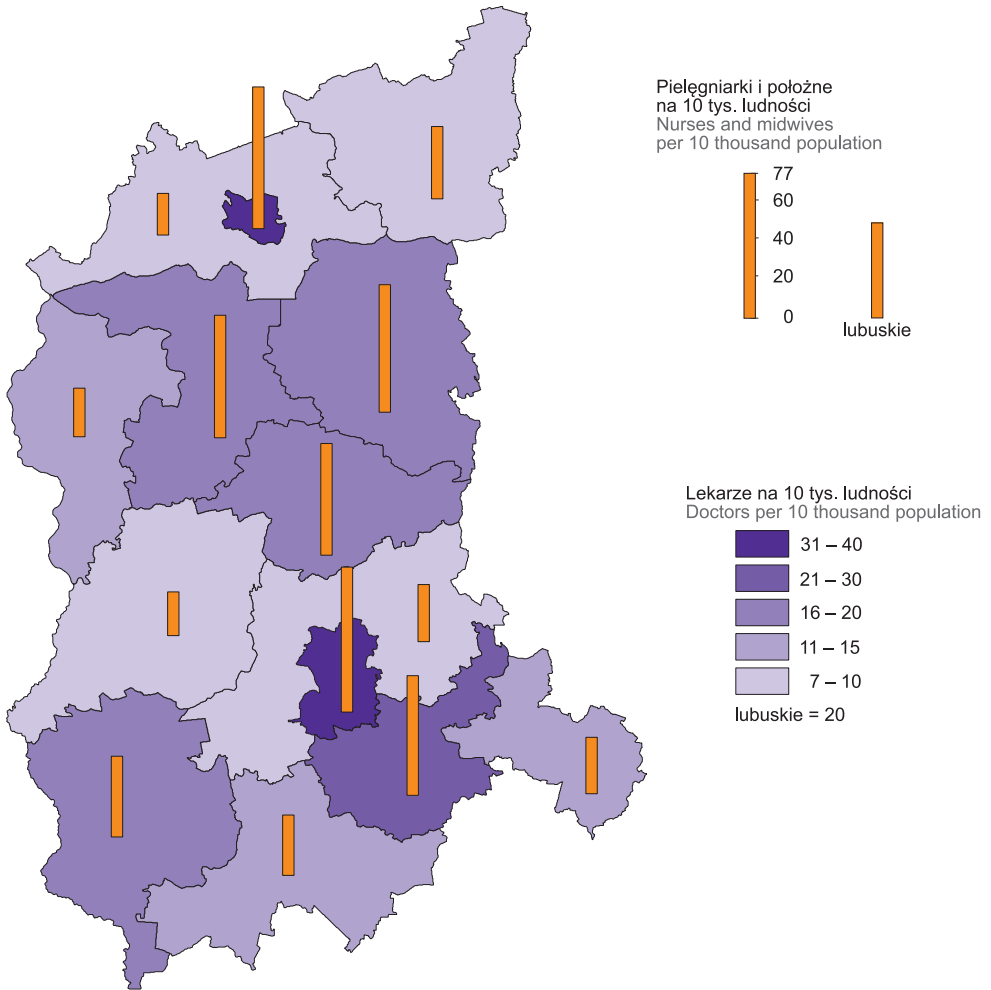 Pielęgniarki i położne
na 10 tys. ludności
Nurses and midwives
per 10 thousand population
77
60
40
20
0
lubuskie
Lekarze na 10 tys. ludności
Doctors per 10 thousand population
31 – 40
21 – 30
16 – 20
11 – 15
7 – 10
lubuskie = 20